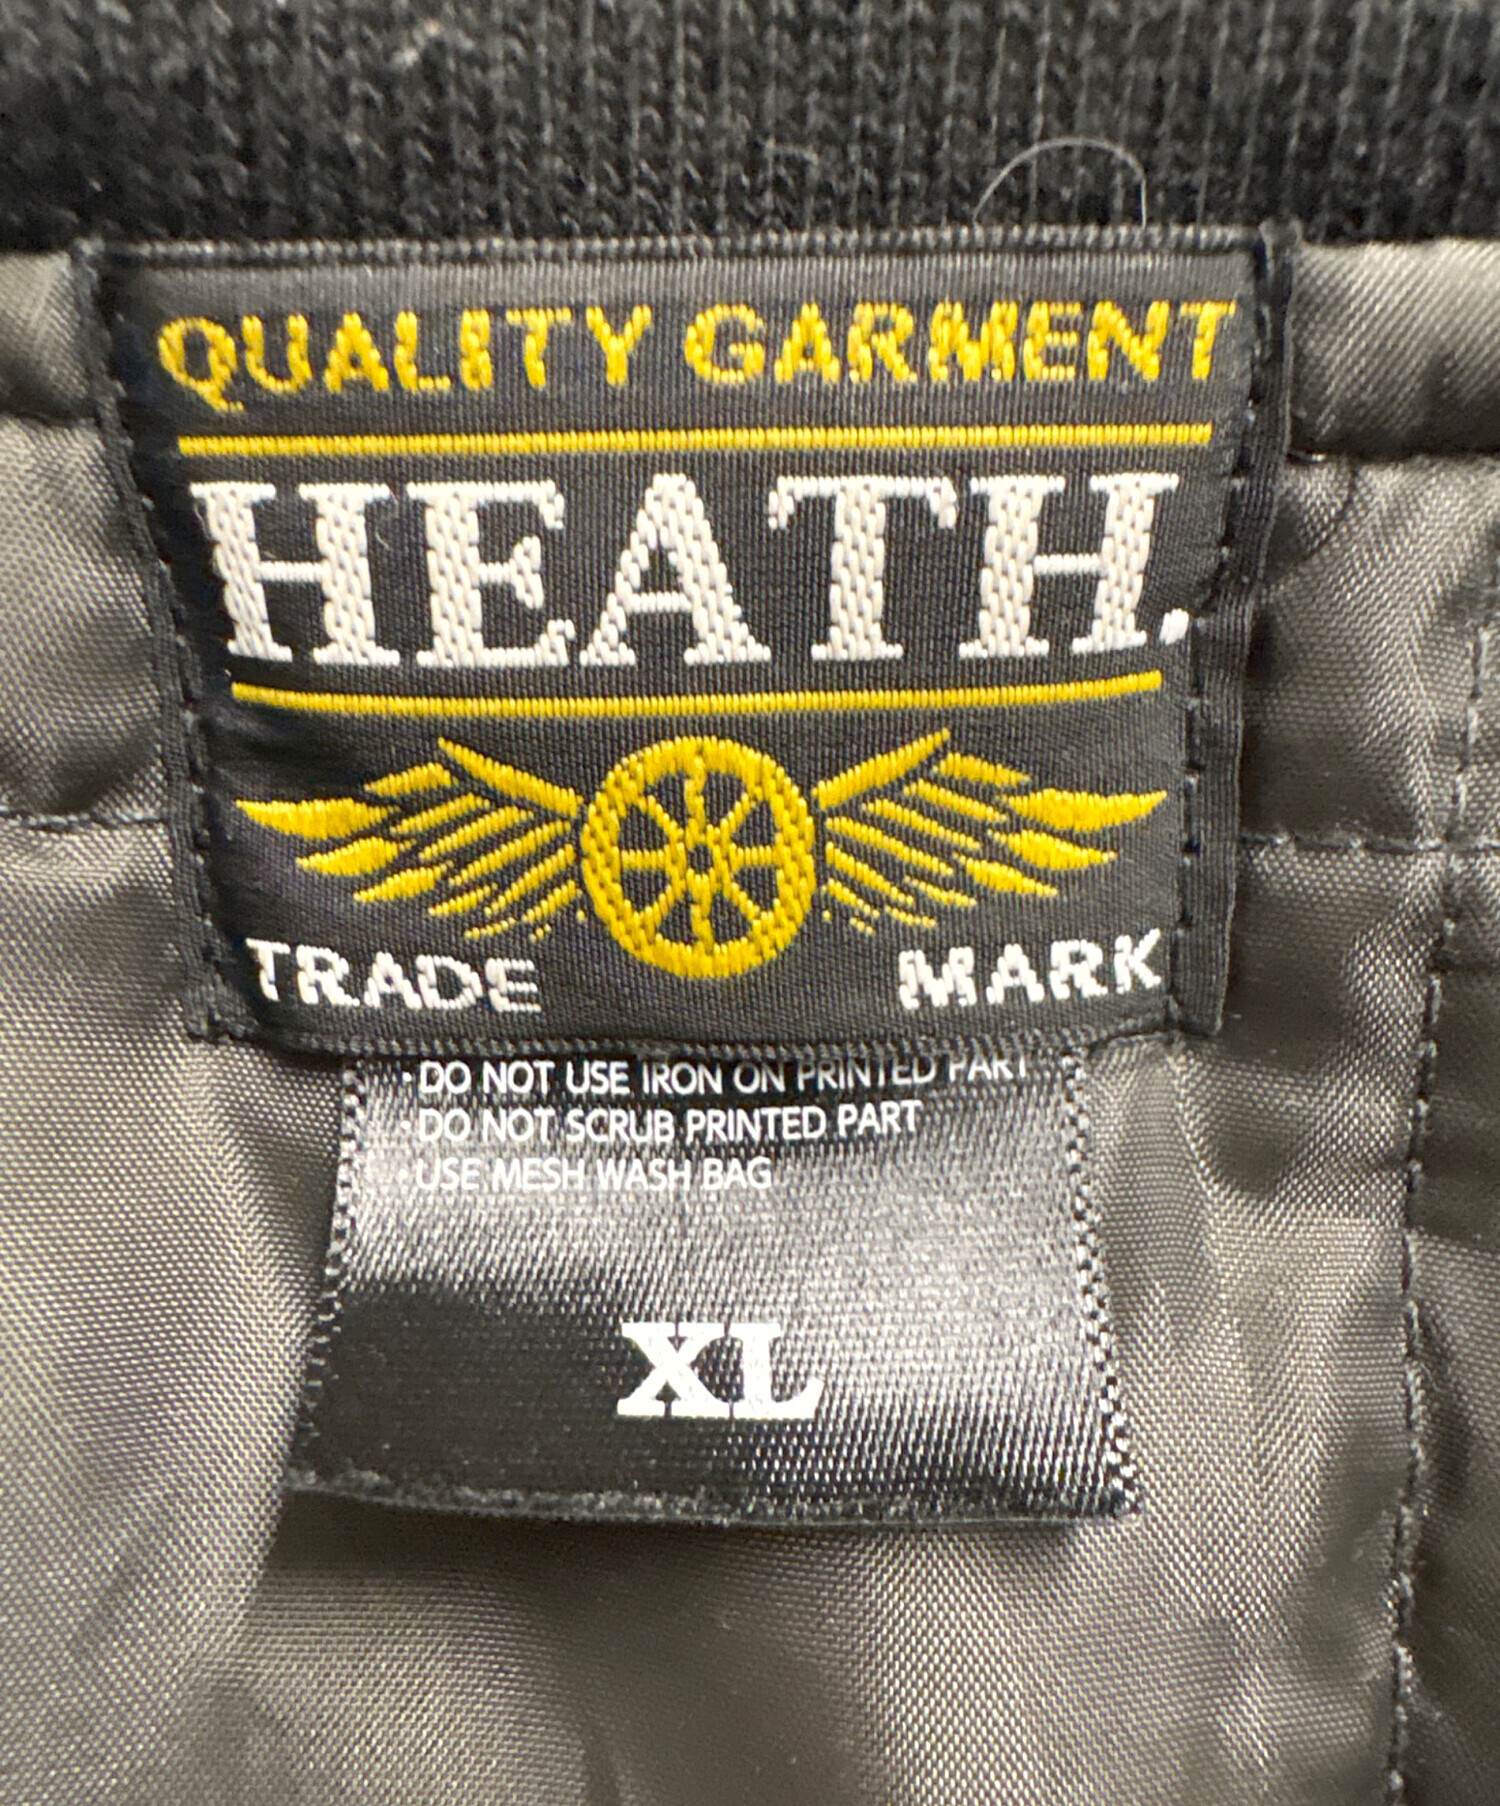 QUALITY GARMENT
HEATH.
TRADE MARK
· DO NOT USE IRON ON PRINTED PART
· DO NOT SCRUB PRINTED PART
· USE MESH WASH BAG
XL